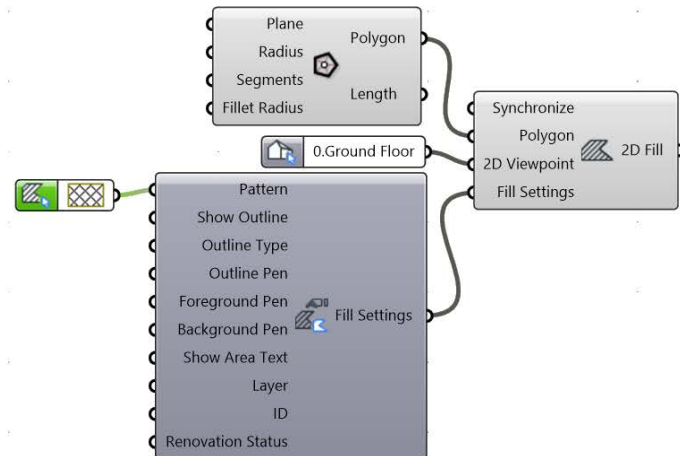 Plane
Radius
Segments
Fillet Radius
Polygon
Length
0.Ground Floor
Synchronize
Polygon
2D Viewpoint
Fill Settings
2D Fill
Pattern
Show Outline
Outline Type
Outline Pen
Foreground Pen
Background Pen
Show Area Text
Layer
ID
Renovation Status
Fill Settings